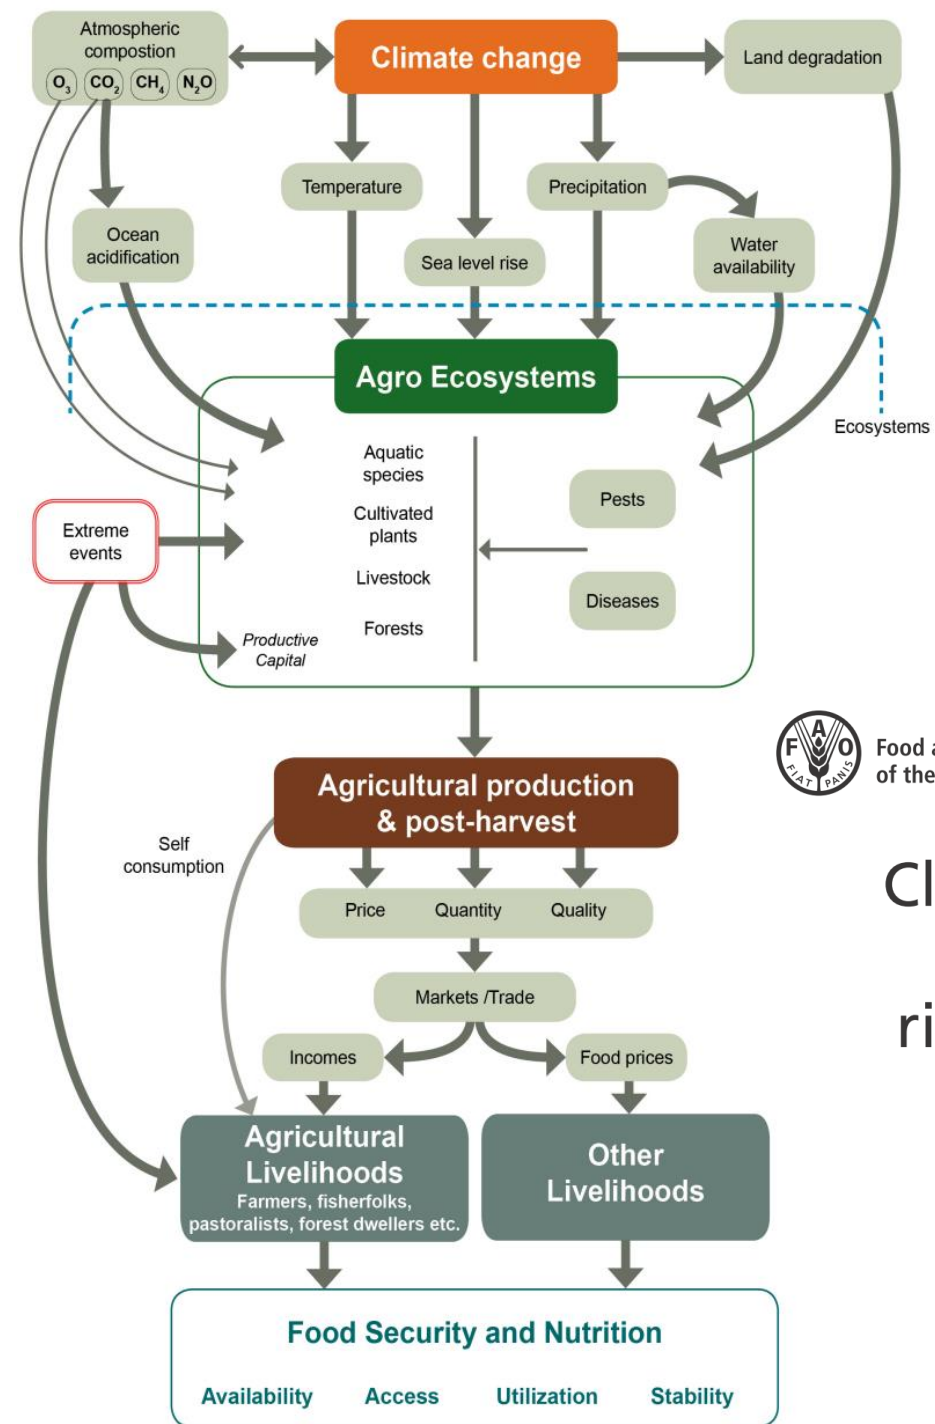 Atmospheric
compostion
O₃ CO₂ CH₄ N₂O
Climate change
Land degradation
Temperature
Precipitation
Ocean
acidification
Sea level rise
Water
availability
Agro Ecosystems
Ecosystems
Aquatic
species
Cultivated
plants
Livestock
Forests
Pests
Diseases
Extreme
events
Productive
Capital
FAO
FIAT PANIS
Food a
of the
Agricultural production
& post-harvest
Self
consumption
Price Quantity Quality
Cl
Markets /Trade
ri
Incomes
Food prices
Agricultural
Livelihoods
Farmers, fisherfolks,
pastoralists, forest dwellers etc.
Other
Livelihoods
Food Security and Nutrition
Availability Access Utilization Stability